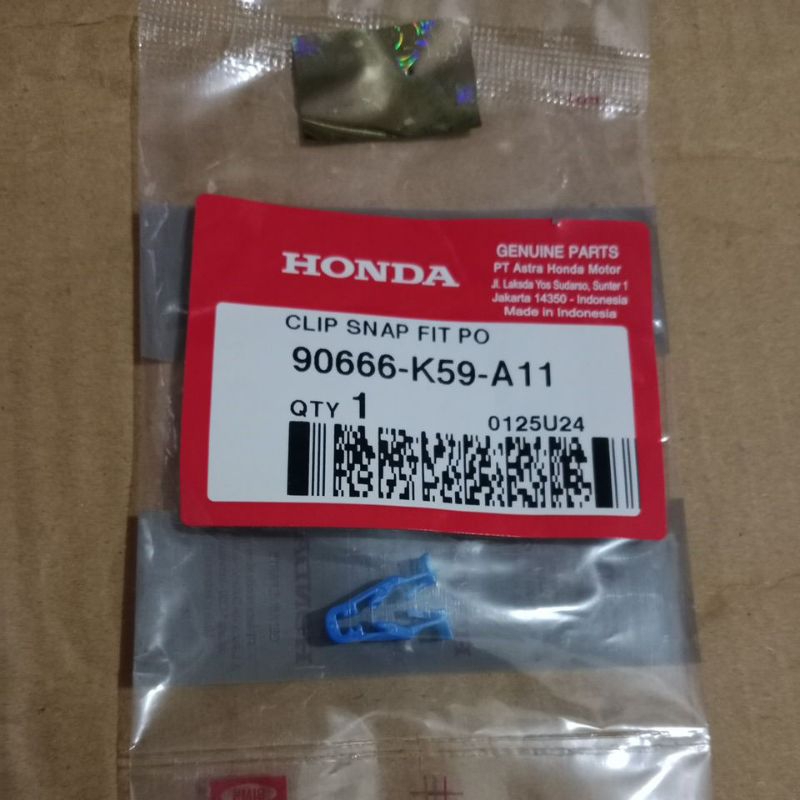 HONDA
GENUINE PARTS
PT Astra Honda Motor
Jl. Laksda Yos Sudarso, Sunter 1
Jakarta 14350 - Indonesia
Made in Indonesia
CLIP SNAP FIT PO
90666-K59-A11
QTY 1
0125U24